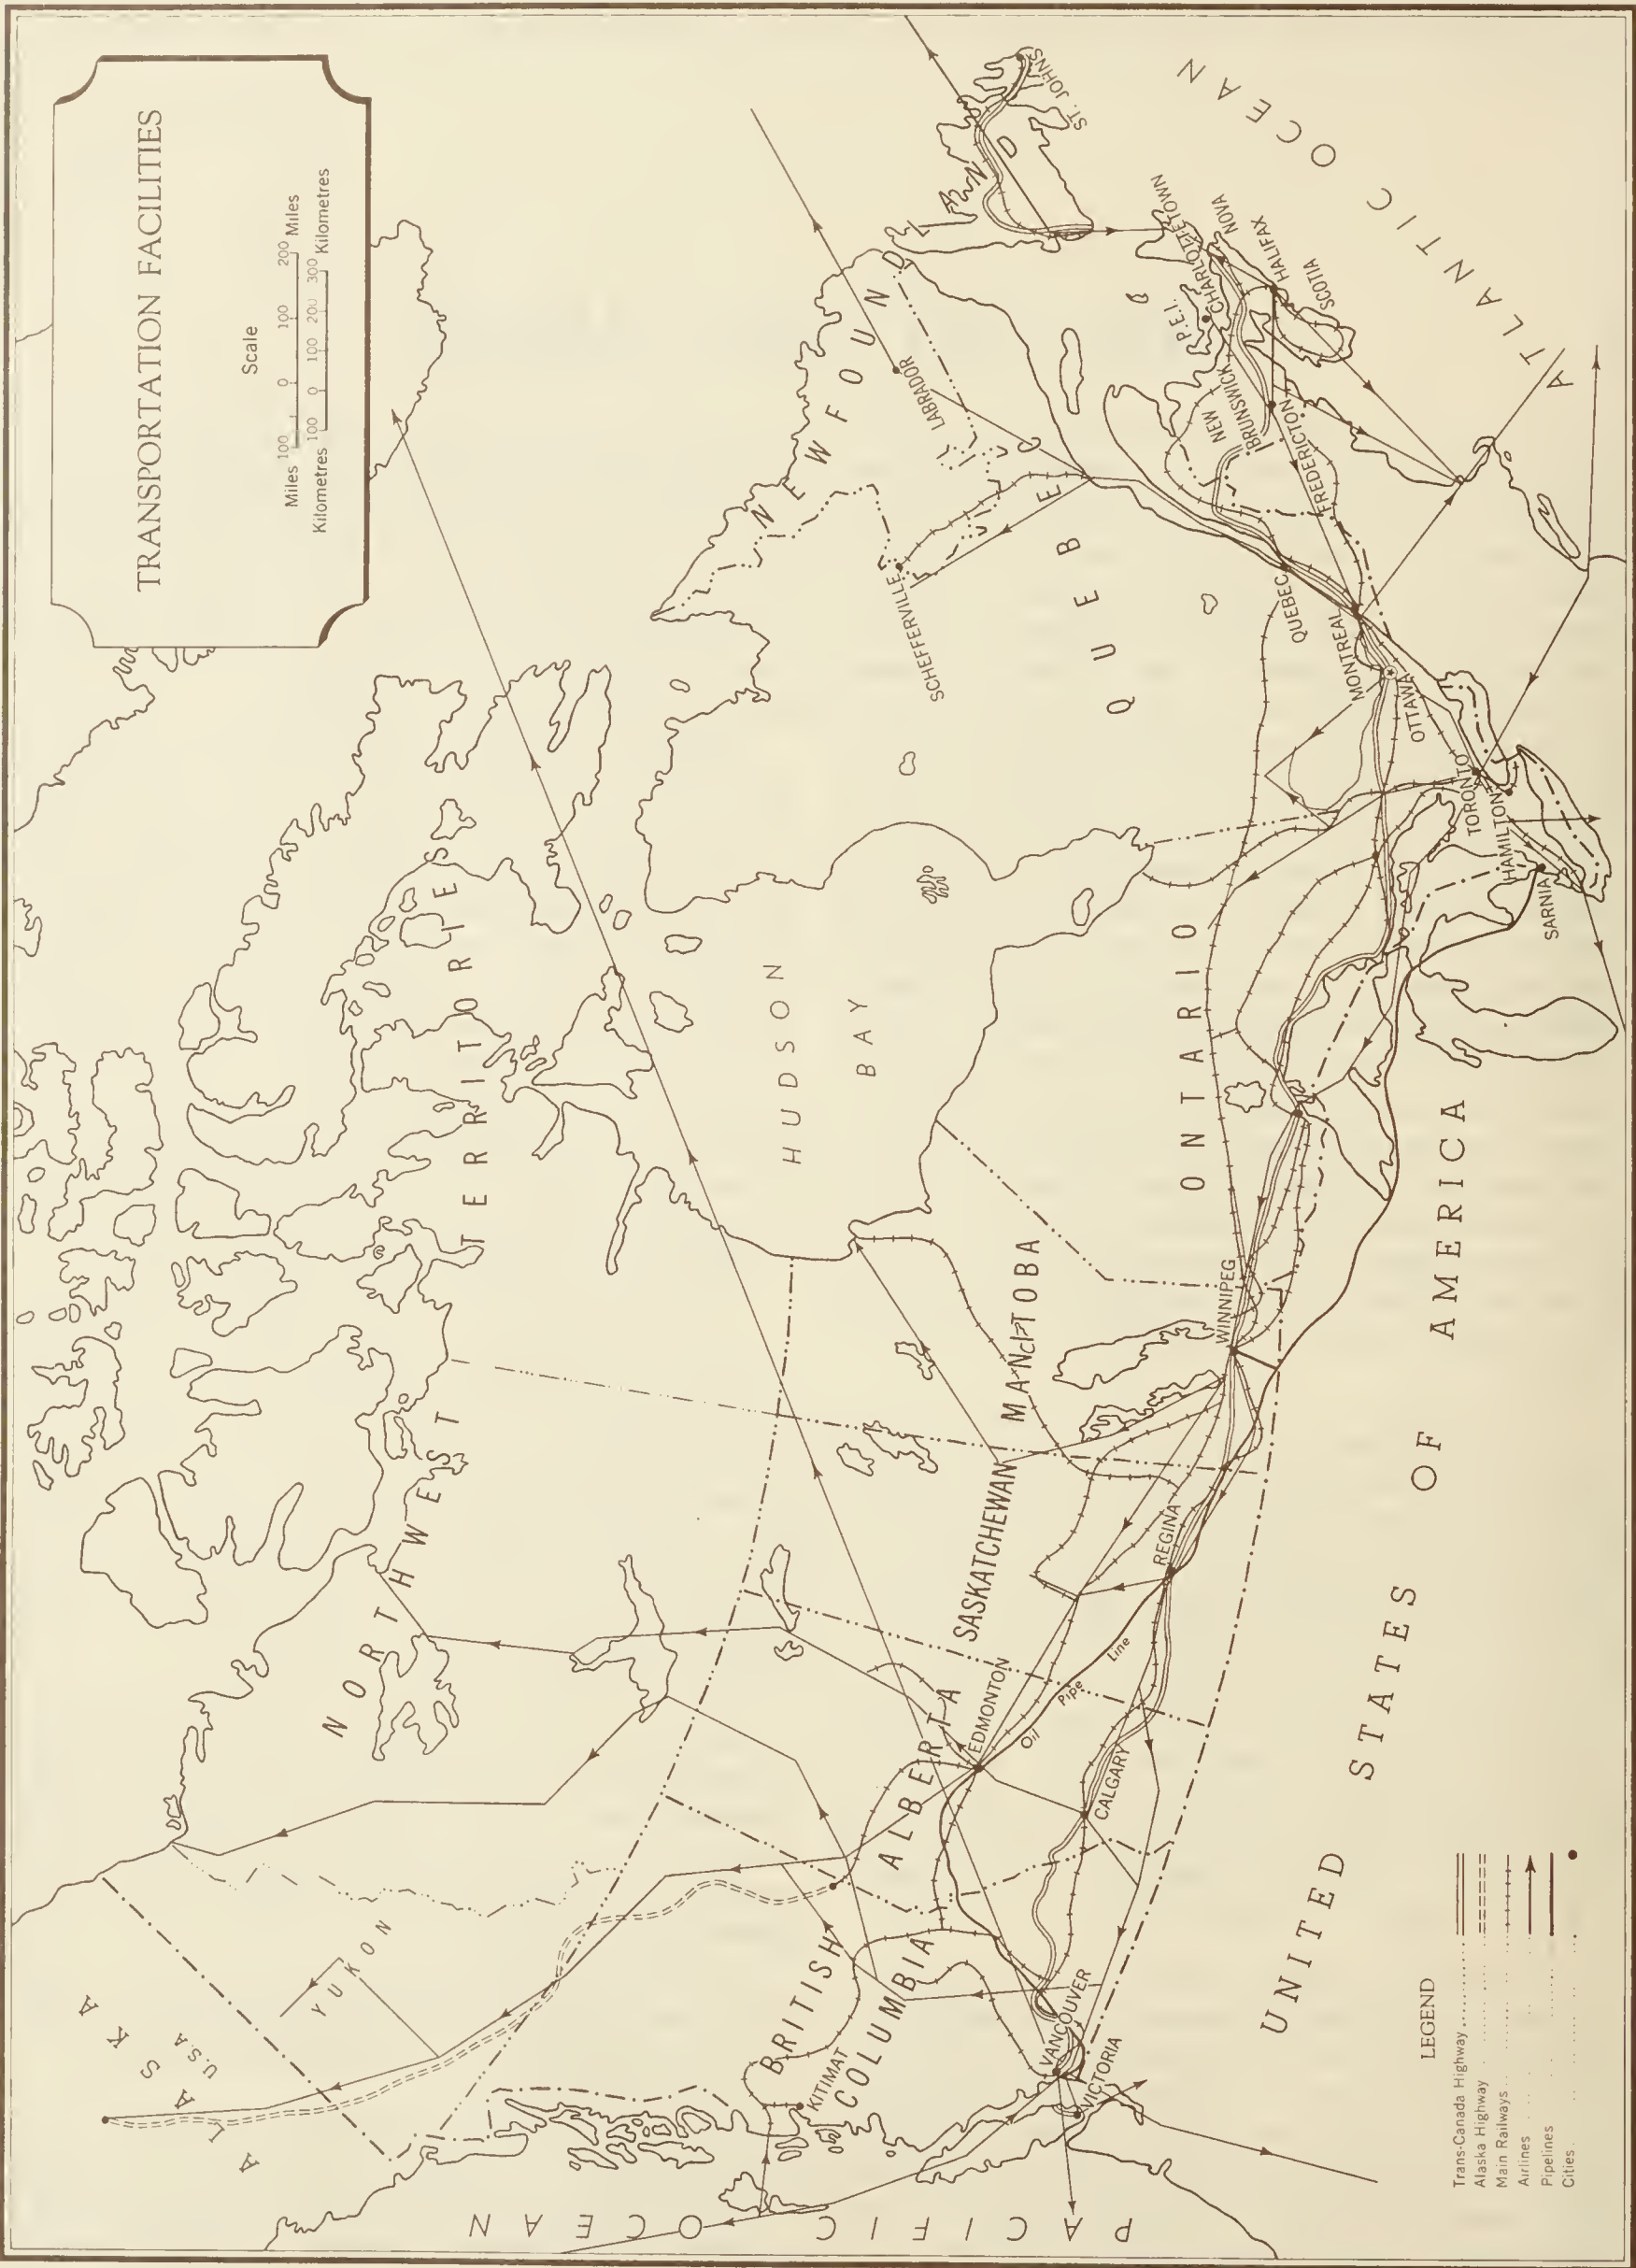 TRANSPORTATION FACILITIES
Scale
Miles 100 0 100 200 Miles
Kilometres 100 0 100 200 300 Kilometres
ALASKA
U.S.A
YUKON
NORTHWEST TERRITORIES
PACIFIC OCEAN
BRITISH
COLUMBIA
KITIMAT
VANCOUVER
VICTORIA
ALBERTA
EDMONTON
CALGARY
Oil Pipe Line
SASKATCHEWAN
REGINA
MANITOBA
WINNIPEG
HUDSON
BAY
ONTARIO
SARNIA
HAMILTON
TORONTO
OTTAWA
MONTREAL
QUEBEC
QUEBEC
SCHEFFERVILLE
LABRADOR
NEWFOUNDLAND
ST. JOHNS
NEW
BRUNSWICK
FREDERICTON
P.E.I.
CHARLOTTETOWN
NOVA
SCOTIA
HALIFAX
ATLANTIC OCEAN
UNITED STATES OF AMERICA
LEGEND
Trans-Canada Highway
Alaska Highway
Main Railways
Airlines
Pipelines
Cities